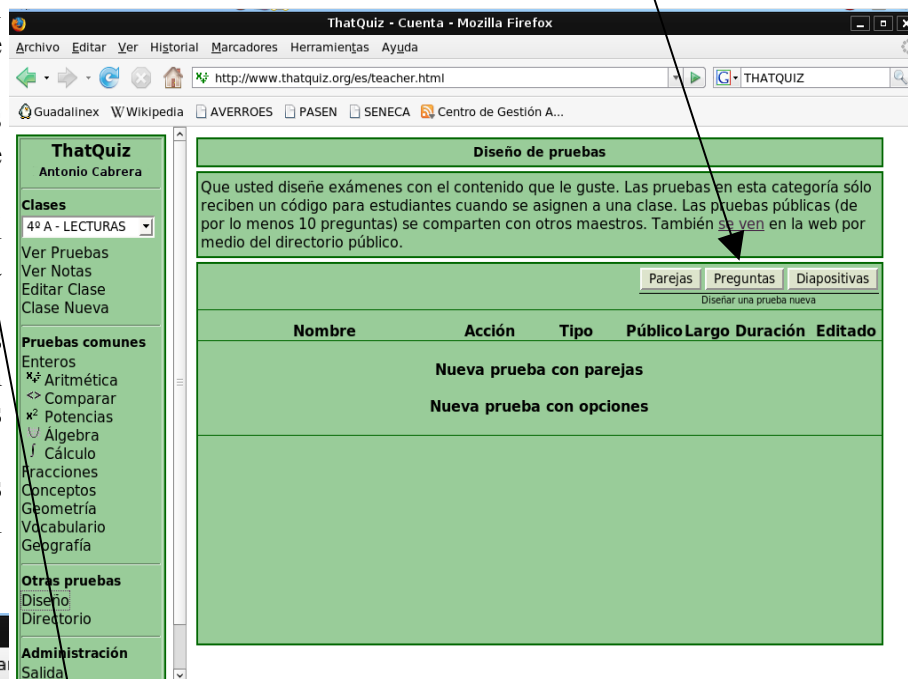 ThatQuiz - Cuenta - Mozilla Firefox
Archivo Editar Ver Historial Marcadores Herramientas Ayuda
http://www.thatquiz.org/es/teacher.html
G THATQUIZ
Guadalinex Wikipedia AVERROES PASEN SENECA Centro de Gestión A...
ThatQuiz
Antonio Cabrera
Clases
4º A - LECTURAS
Ver Pruebas
Ver Notas
Editar Clase
Clase Nueva
Pruebas comunes
Enteros
Aritmética
Comparar
Potencias
Álgebra
Cálculo
Fracciones
Conceptos
Geometría
Vocabulario
Geografía
Otras pruebas
Diseño
Directorio
Administración
Salida
Diseño de pruebas
Que usted diseñe exámenes con el contenido que le guste. Las pruebas en esta categoría sólo
reciben un código para estudiantes cuando se asignen a una clase. Las pruebas públicas (de
por lo menos 10 preguntas) se comparten con otros maestros. También se ven en la web por
medio del directorio público.
Parejas Preguntas Diapositivas
Diseñar una prueba nueva
Nombre Acción Tipo Público Largo Duración Editado
Nueva prueba con parejas
Nueva prueba con opciones